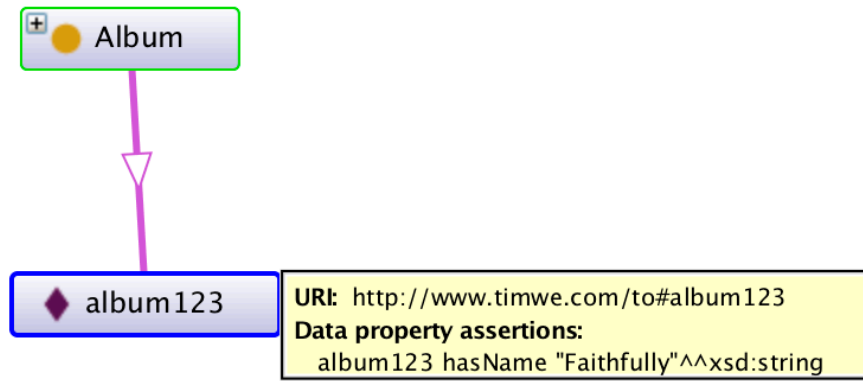 Album
album123
URI: http://www.timwe.com/to#album123
Data property assertions:
album123 hasName "Faithfully"^^xsd:string